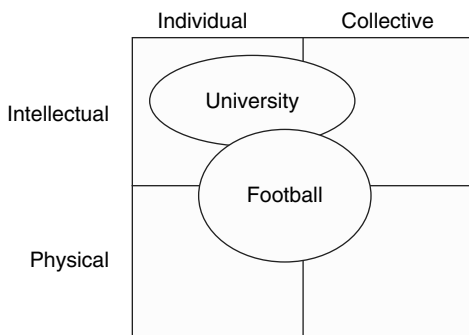 Individual Collective
Intellectual
University
Football
Physical